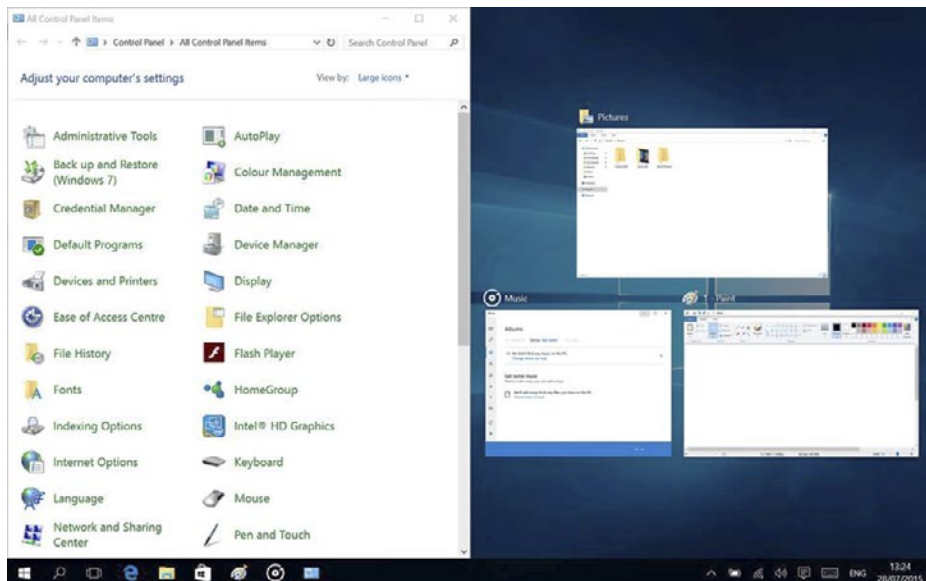 All Control Panel Items
Control Panel > All Control Panel Items
Search Control Panel
Adjust your computer's settings
View by: Large icons
Administrative Tools
AutoPlay
Back up and Restore
(Windows 7)
Colour Management
Credential Manager
Date and Time
Default Programs
Device Manager
Devices and Printers
Display
Ease of Access Centre
File Explorer Options
File History
Flash Player
Fonts
HomeGroup
Indexing Options
Intel® HD Graphics
Internet Options
Keyboard
Language
Mouse
Network and Sharing
Center
Pen and Touch
Pictures
Music
Paint
Albums
Get some music
ENG
13:24
28/07/2015